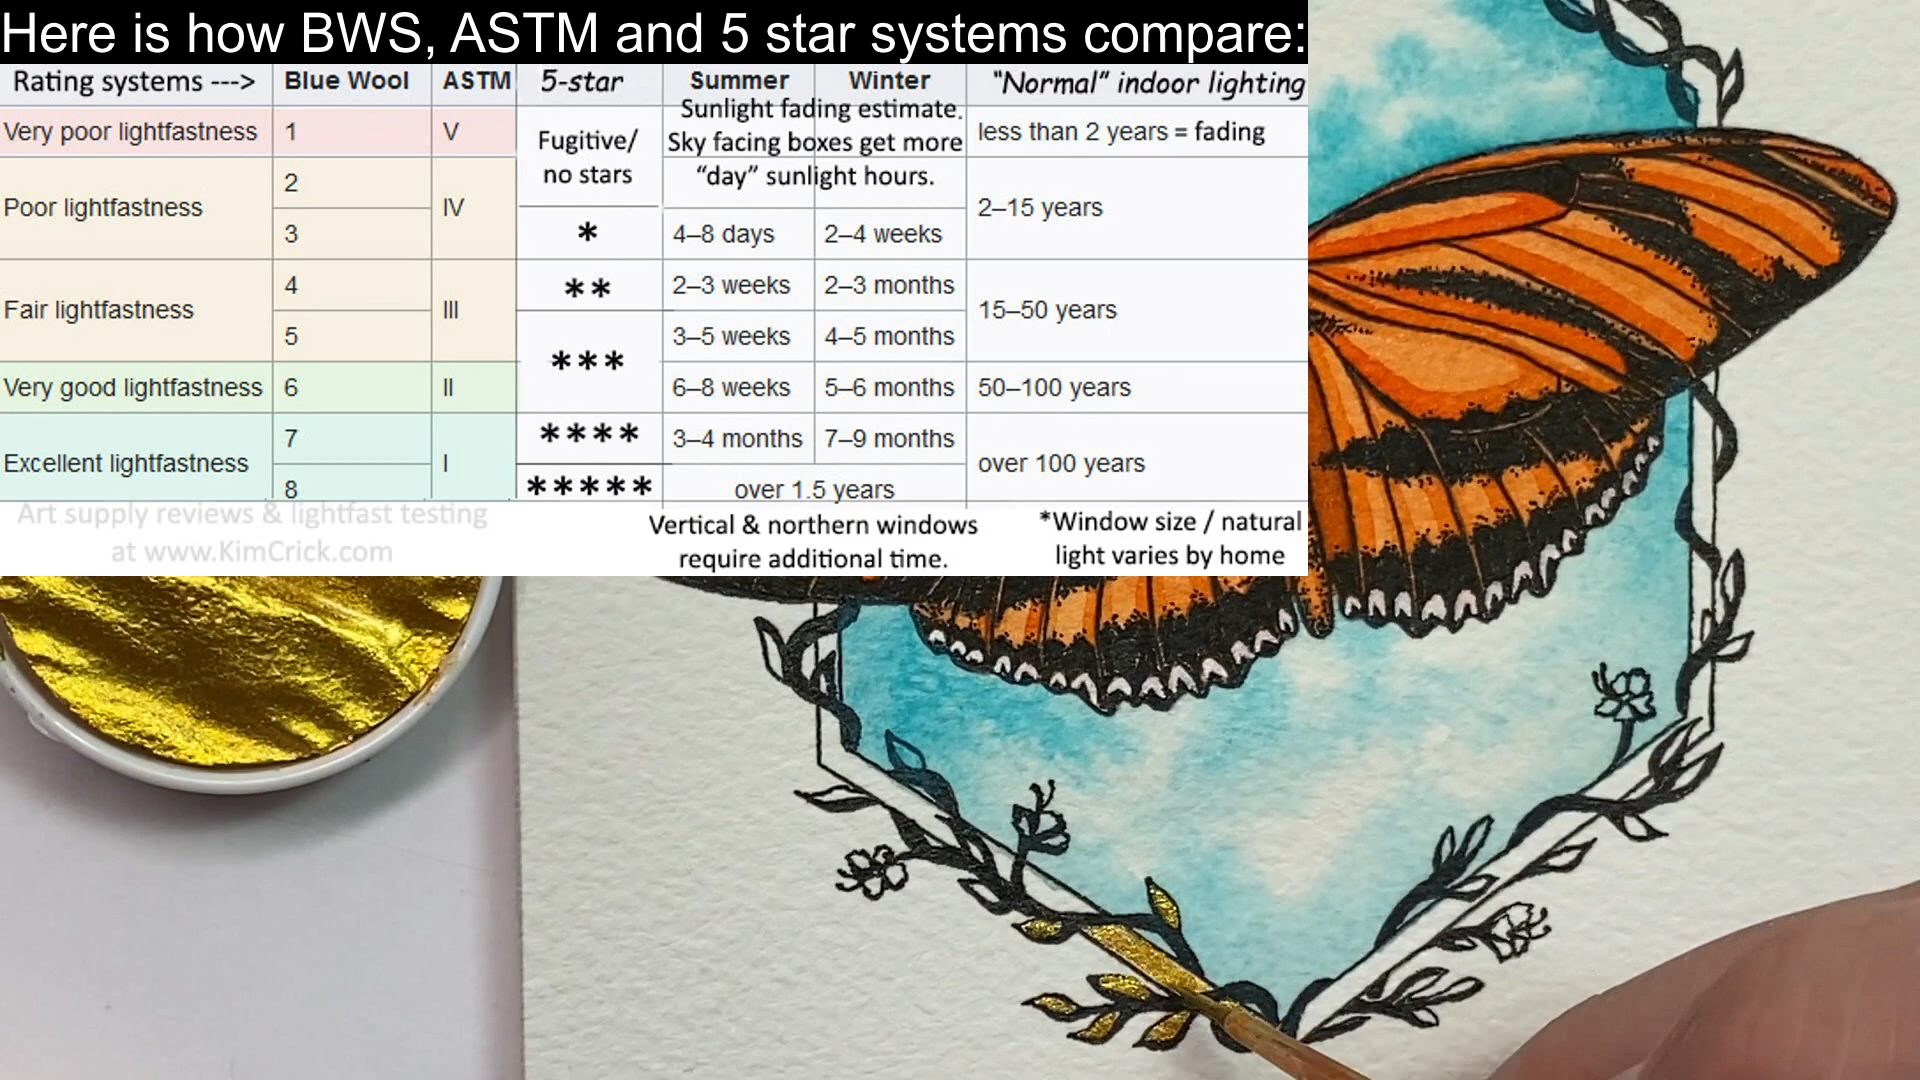 Here is how BWS, ASTM and 5 star systems compare:
Rating systems ---> Blue Wool ASTM 5-star Summer Winter "Normal" indoor lighting
Sunlight fading estimate.
Very poor lightfastness 1 V Fugitive/ Sky facing boxes get more less than 2 years = fading
no stars "day" sunlight hours.
Poor lightfastness 2 IV 2–15 years
3 * 4–8 days 2–4 weeks
Fair lightfastness 4 III ** 2–3 weeks 2–3 months 15–50 years
5 *** 3–5 weeks 4–5 months
Very good lightfastness 6 II 6–8 weeks 5–6 months 50–100 years
Excellent lightfastness 7 I **** 3–4 months 7–9 months over 100 years
8 ***** over 1.5 years
Art supply reviews & lightfast testing
at www.KimCrick.com
Vertical & northern windows
require additional time.
*Window size / natural
light varies by home